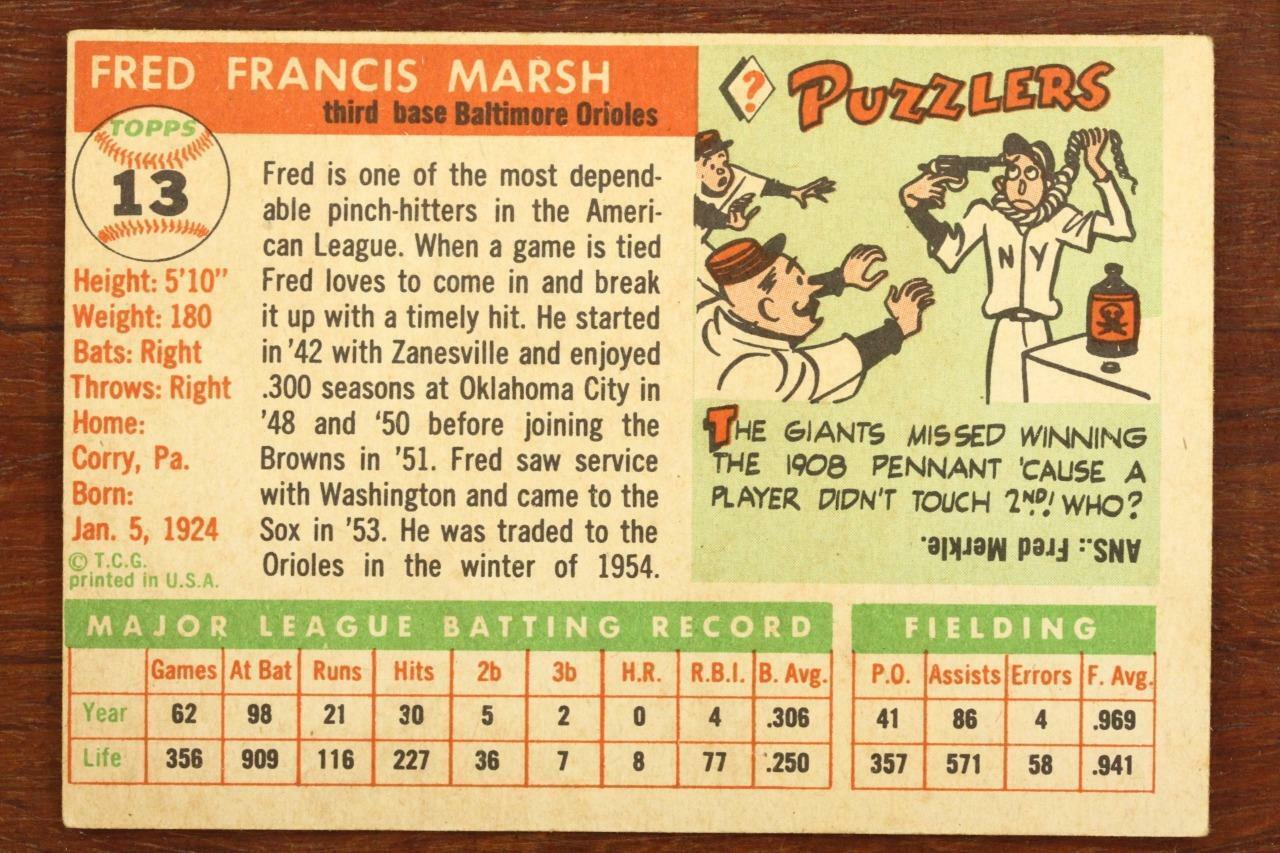 FRED FRANCIS MARSH
third base Baltimore Orioles
TOPPS
13
Height: 5'10"
Weight: 180
Bats: Right
Throws: Right
Home:
Corry, Pa.
Born:
Jan. 5, 1924
© T.C.G.
printed in U.S.A.
Fred is one of the most depend-
able pinch-hitters in the Ameri-
can League. When a game is tied
Fred loves to come in and break
it up with a timely hit. He started
in '42 with Zanesville and enjoyed
.300 seasons at Oklahoma City in
'48 and '50 before joining the
Browns in '51. Fred saw service
with Washington and came to the
Sox in '53. He was traded to the
Orioles in the winter of 1954.
?
PUZZLERS
NY
THE GIANTS MISSED WINNING
THE 1908 PENNANT 'CAUSE A
PLAYER DIDN'T TOUCH 2ND! WHO?
ANS.: Fred Merkle.
MAJOR LEAGUE BATTING RECORD
Games At Bat Runs Hits 2b 3b H.R. R.B.I. B. Avg.
Year 62 98 21 30 5 2 0 4 .306
Life 356 909 116 227 36 7 8 77 .250
FIELDING
P.O. Assists Errors F. Avg.
41 86 4 .969
357 571 58 .941